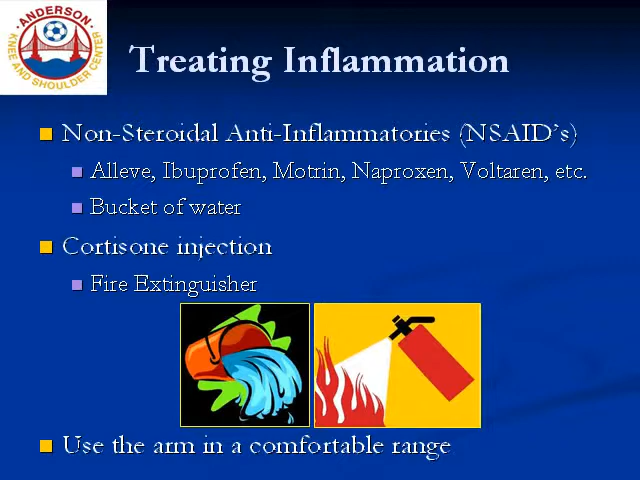 ANDERSON
KNEE AND SHOULDER CENTER
Treating Inflammation
Non-Steroidal Anti-Inflammatories (NSAID's)
Alleve, Ibuprofen, Motrin, Naproxen, Voltaren, etc.
Bucket of water
Cortisone injection
Fire Extinguisher
Use the arm in a comfortable range